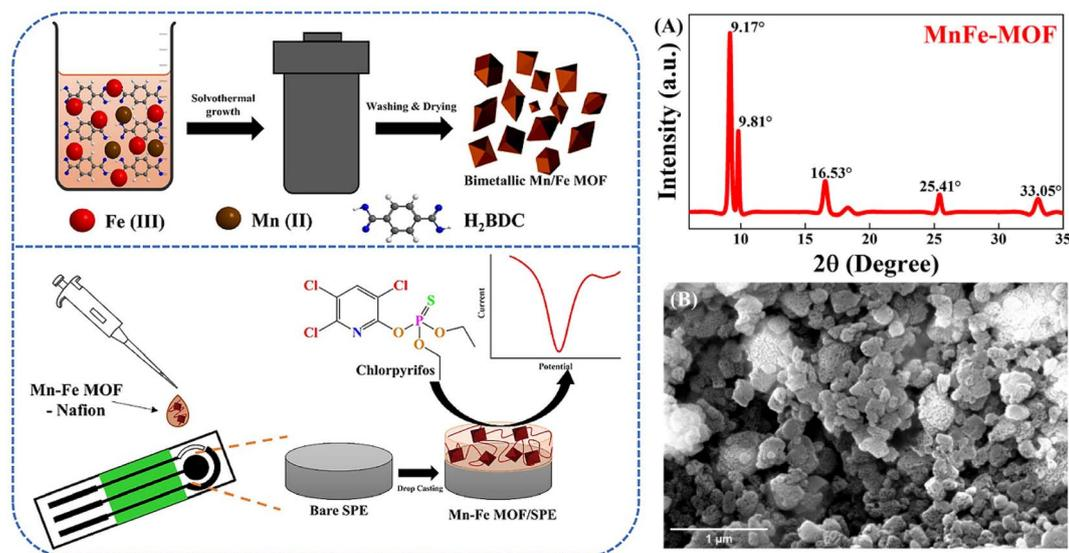 Solvothermal
growth
Washing & Drying
Bimetallic Mn/Fe MOF
Fe (III)
Mn (II)
H₂BDC
Mn-Fe MOF
- Nafion
Cl
Cl
Cl
N
O
P
S
O
O
Chlorpyrifos
Current
Potential
Bare SPE
Drop Casting
Mn-Fe MOF/SPE
(A)
MnFe-MOF
9.17°
9.81°
16.53°
25.41°
33.05°
Intensity (a.u.)
10
15
20
25
30
35
2θ (Degree)
(B)
1 µm